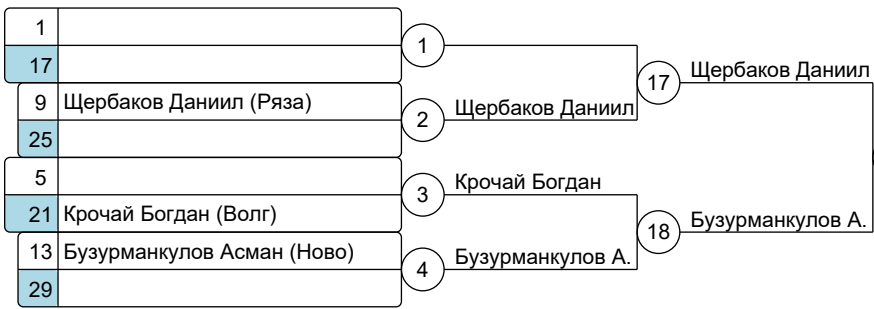 1
17
1
9 Щербаков Даниил (Ряза)
25
2 Щербаков Даниил
17 Щербаков Даниил
5
21 Крочай Богдан (Волг)
3 Крочай Богдан
13 Бузурманкулов Асман (Ново)
29
4 Бузурманкулов А.
18 Бузурманкулов А.